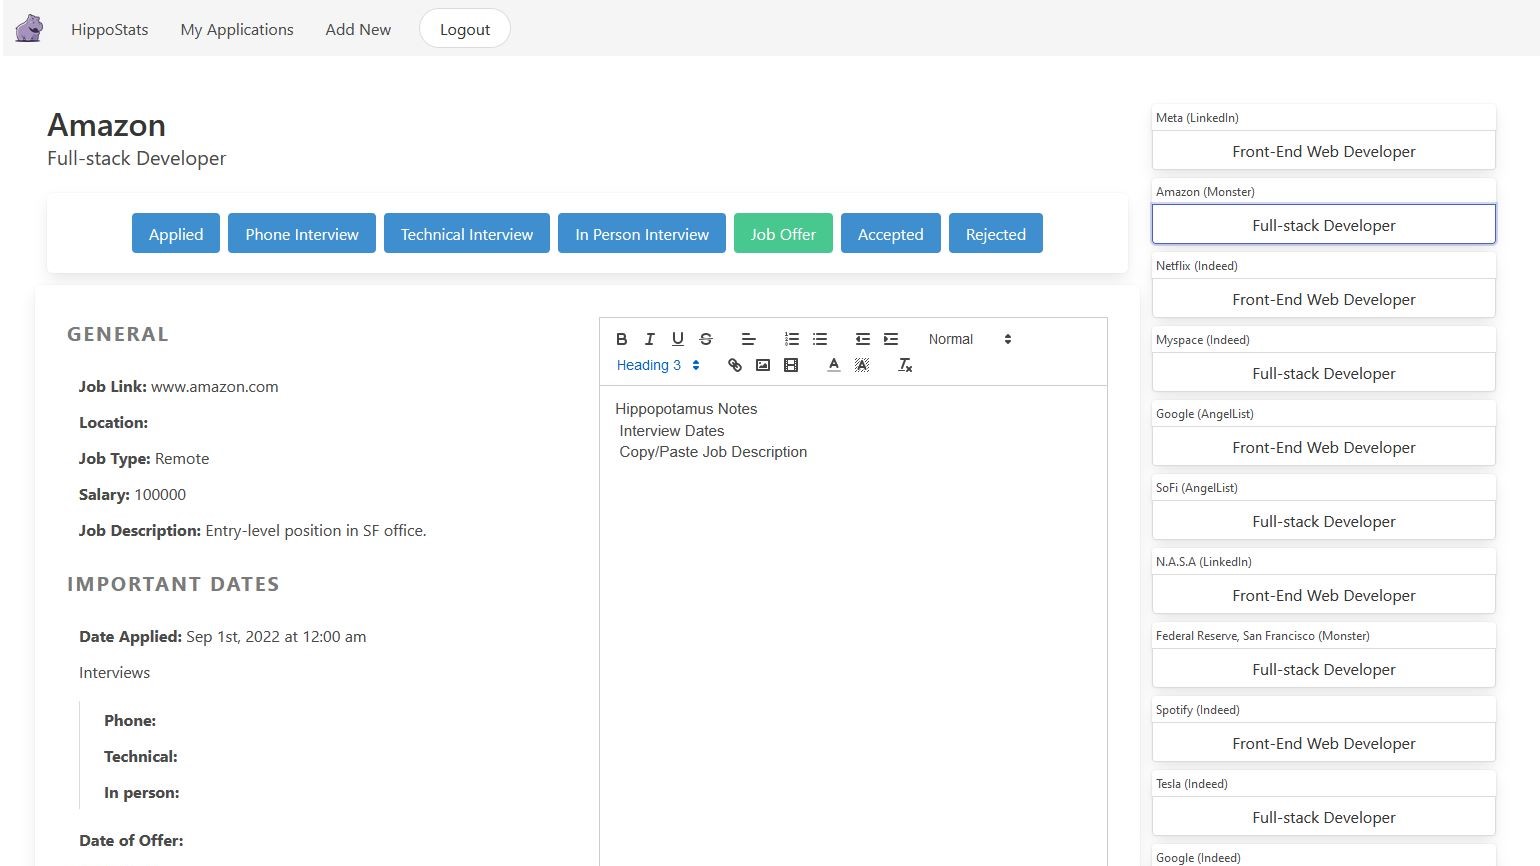 HippoStats My Applications Add New Logout
Amazon
Full-stack Developer
Applied Phone Interview Technical Interview In Person Interview Job Offer Accepted Rejected
GENERAL
Job Link: www.amazon.com
Location:
Job Type: Remote
Salary: 100000
Job Description: Entry-level position in SF office.
IMPORTANT DATES
Date Applied: Sep 1st, 2022 at 12:00 am
Interviews
Phone:
Technical:
In person:
Date of Offer:
B I U S Normal
Heading 3 A A Tx
Hippopotamus Notes
Interview Dates
Copy/Paste Job Description
Meta (LinkedIn)
Front-End Web Developer
Amazon (Monster)
Full-stack Developer
Netflix (Indeed)
Front-End Web Developer
Myspace (Indeed)
Full-stack Developer
Google (AngelList)
Front-End Web Developer
SoFi (AngelList)
Full-stack Developer
N.A.S.A (LinkedIn)
Front-End Web Developer
Federal Reserve, San Francisco (Monster)
Full-stack Developer
Spotify (Indeed)
Front-End Web Developer
Tesla (Indeed)
Full-stack Developer
Google (Indeed)